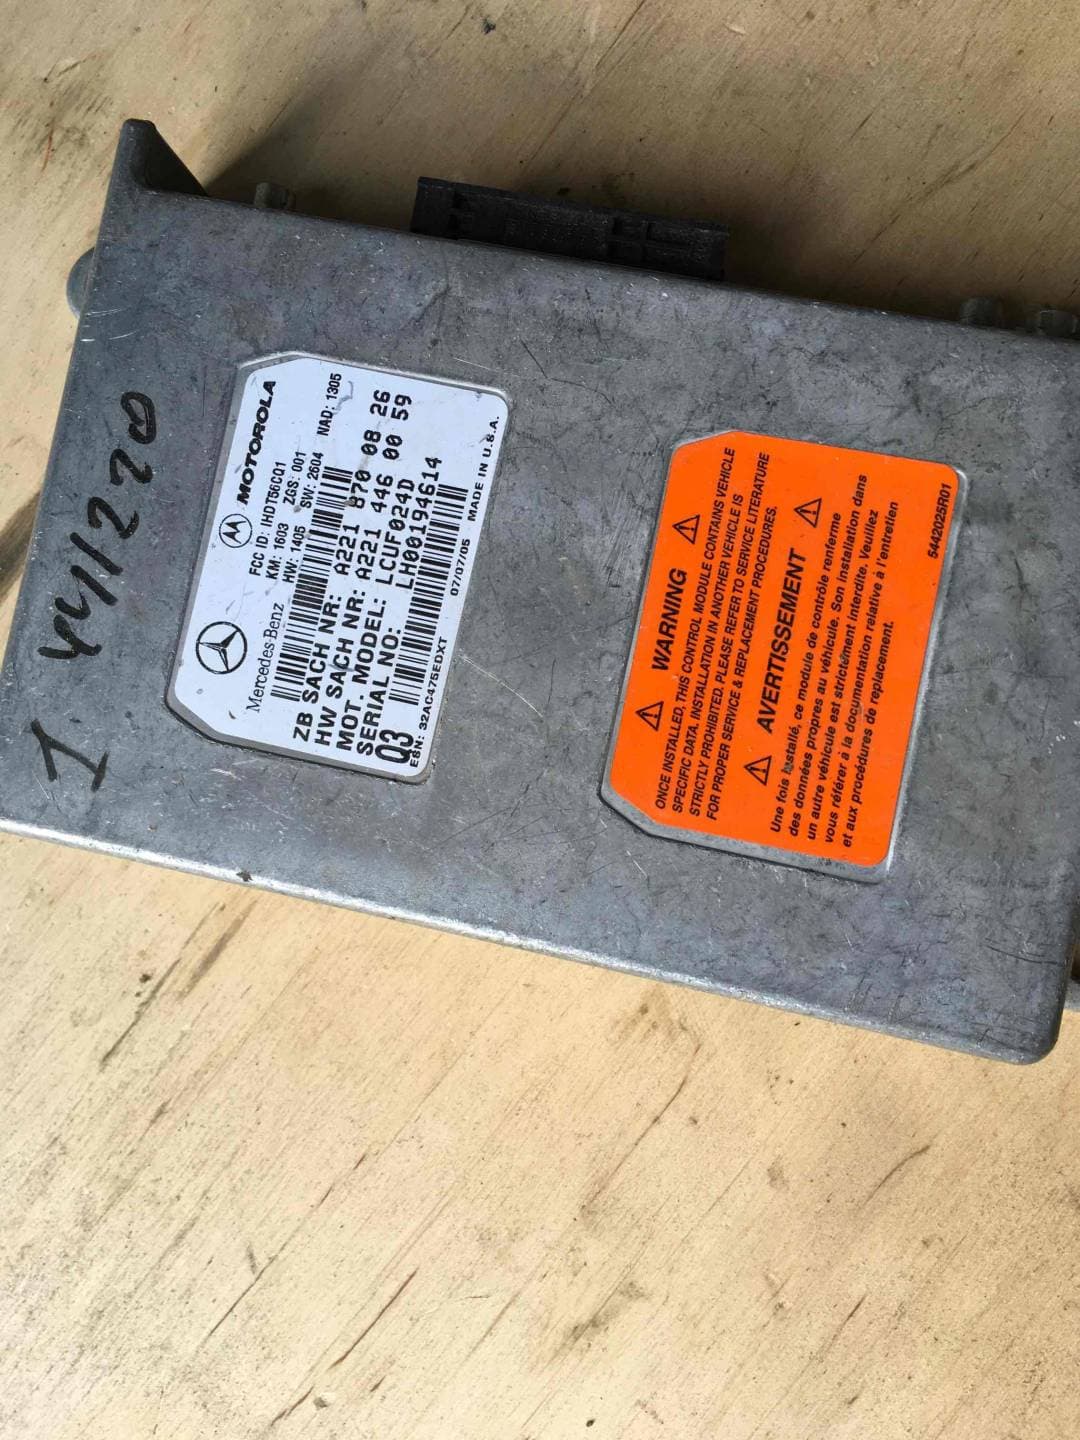 1 441220
MOTOROLA
FCC ID: IHDT56CQ1
KM: 1603 ZGS: 001
HW: 1405 SW: 2604 NAD: 1305
Mercedes-Benz
ZB SACH NR: A221 870 08 26
HW SACH NR: A221 446 00 59
MOT. MODEL: LCUF024D
SERIAL NO: LH00194614
Q3
07/07/05 MADE IN U.S.A.
ESN: 32AC475EDXT
WARNING
ONCE INSTALLED, THIS CONTROL MODULE CONTAINS VEHICLE
SPECIFIC DATA. INSTALLATION IN ANOTHER VEHICLE IS
STRICTLY PROHIBITED. PLEASE REFER TO SERVICE LITERATURE
FOR PROPER SERVICE & REPLACEMENT PROCEDURES.
AVERTISSEMENT
Une fois installé, ce module de contrôle renferme
des données propres au véhicule. Son installation dans
un autre véhicule est strictement interdite. Veuillez
vous référer à la documentation relative à l'entretien
et aux procédures de remplacement.
5442025R01